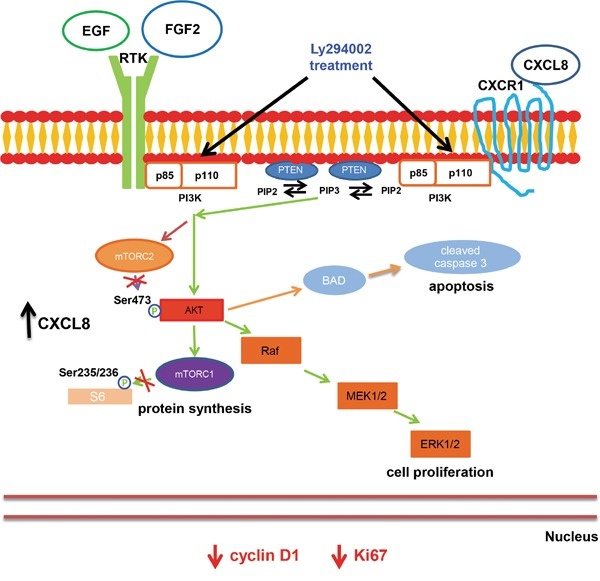 EGF
FGF2
RTK
Ly294002
treatment
CXCL8
CXCR1
p85
p110
PI3K
PTEN
PTEN
PIP2
PIP3
PIP2
p85
p110
PI3K
mTORC2
cleaved
caspase 3
BAD
apoptosis
Ser473
P
AKT
CXCL8
Raf
Ser235/236
P
mTORC1
S6
protein synthesis
MEK1/2
ERK1/2
cell proliferation
Nucleus
cyclin D1
Ki67